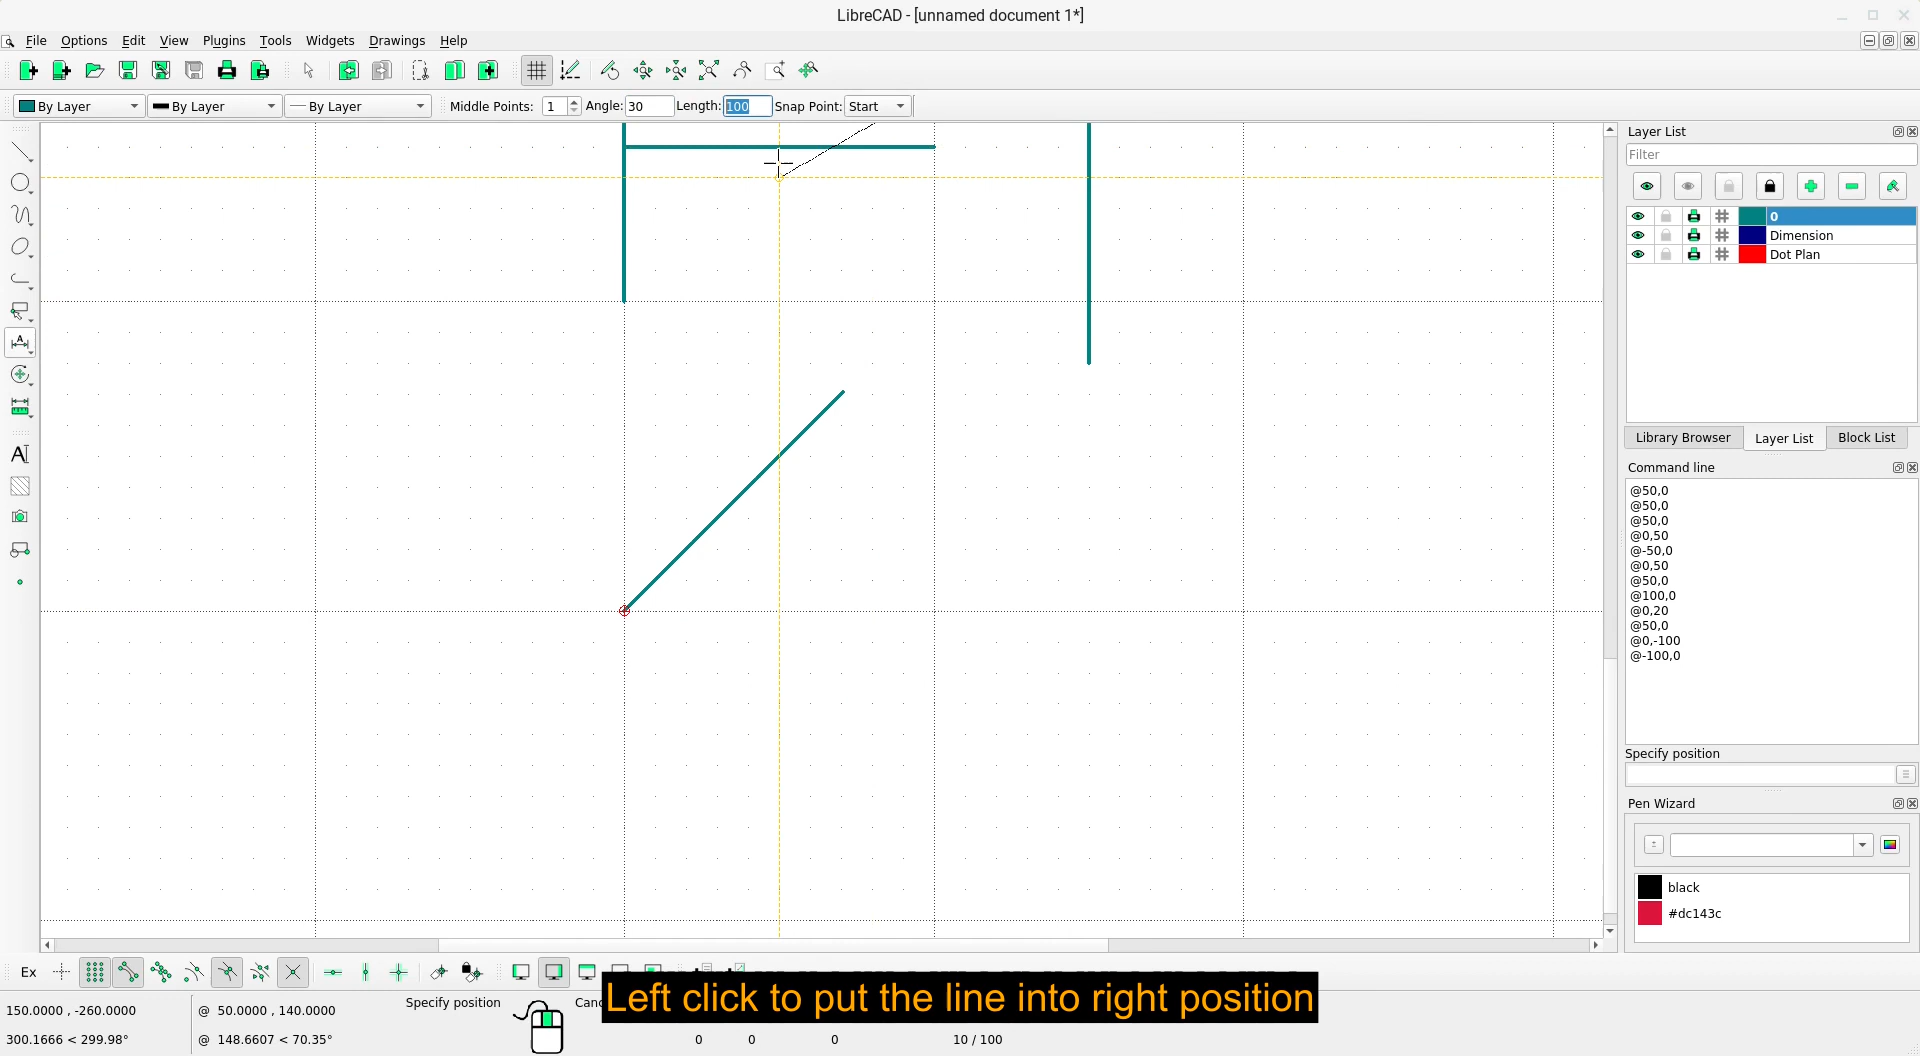 LibreCAD - [unnamed document 1*]
File Options Edit View Plugins Tools Widgets Drawings Help
By Layer By Layer By Layer Middle Points: 1 Angle: 30 Length: 100 Snap Point: Start
Layer List
Filter
0
Dimension
Dot Plan
Library Browser Layer List Block List
Command line
@50,0
@50,0
@50,0
@0,50
@-50,0
@0,50
@50,0
@100,0
@0,20
@50,0
@0,-100
@-100,0
Specify position
Pen Wizard
black
#dc143c
Ex
150.0000 , -260.0000 @ 50.0000 , 140.0000 Specify position Canc
Left click to put the line into right position
300.1666 < 299.98° @ 148.6607 < 70.35° 0 0 0 10 / 100